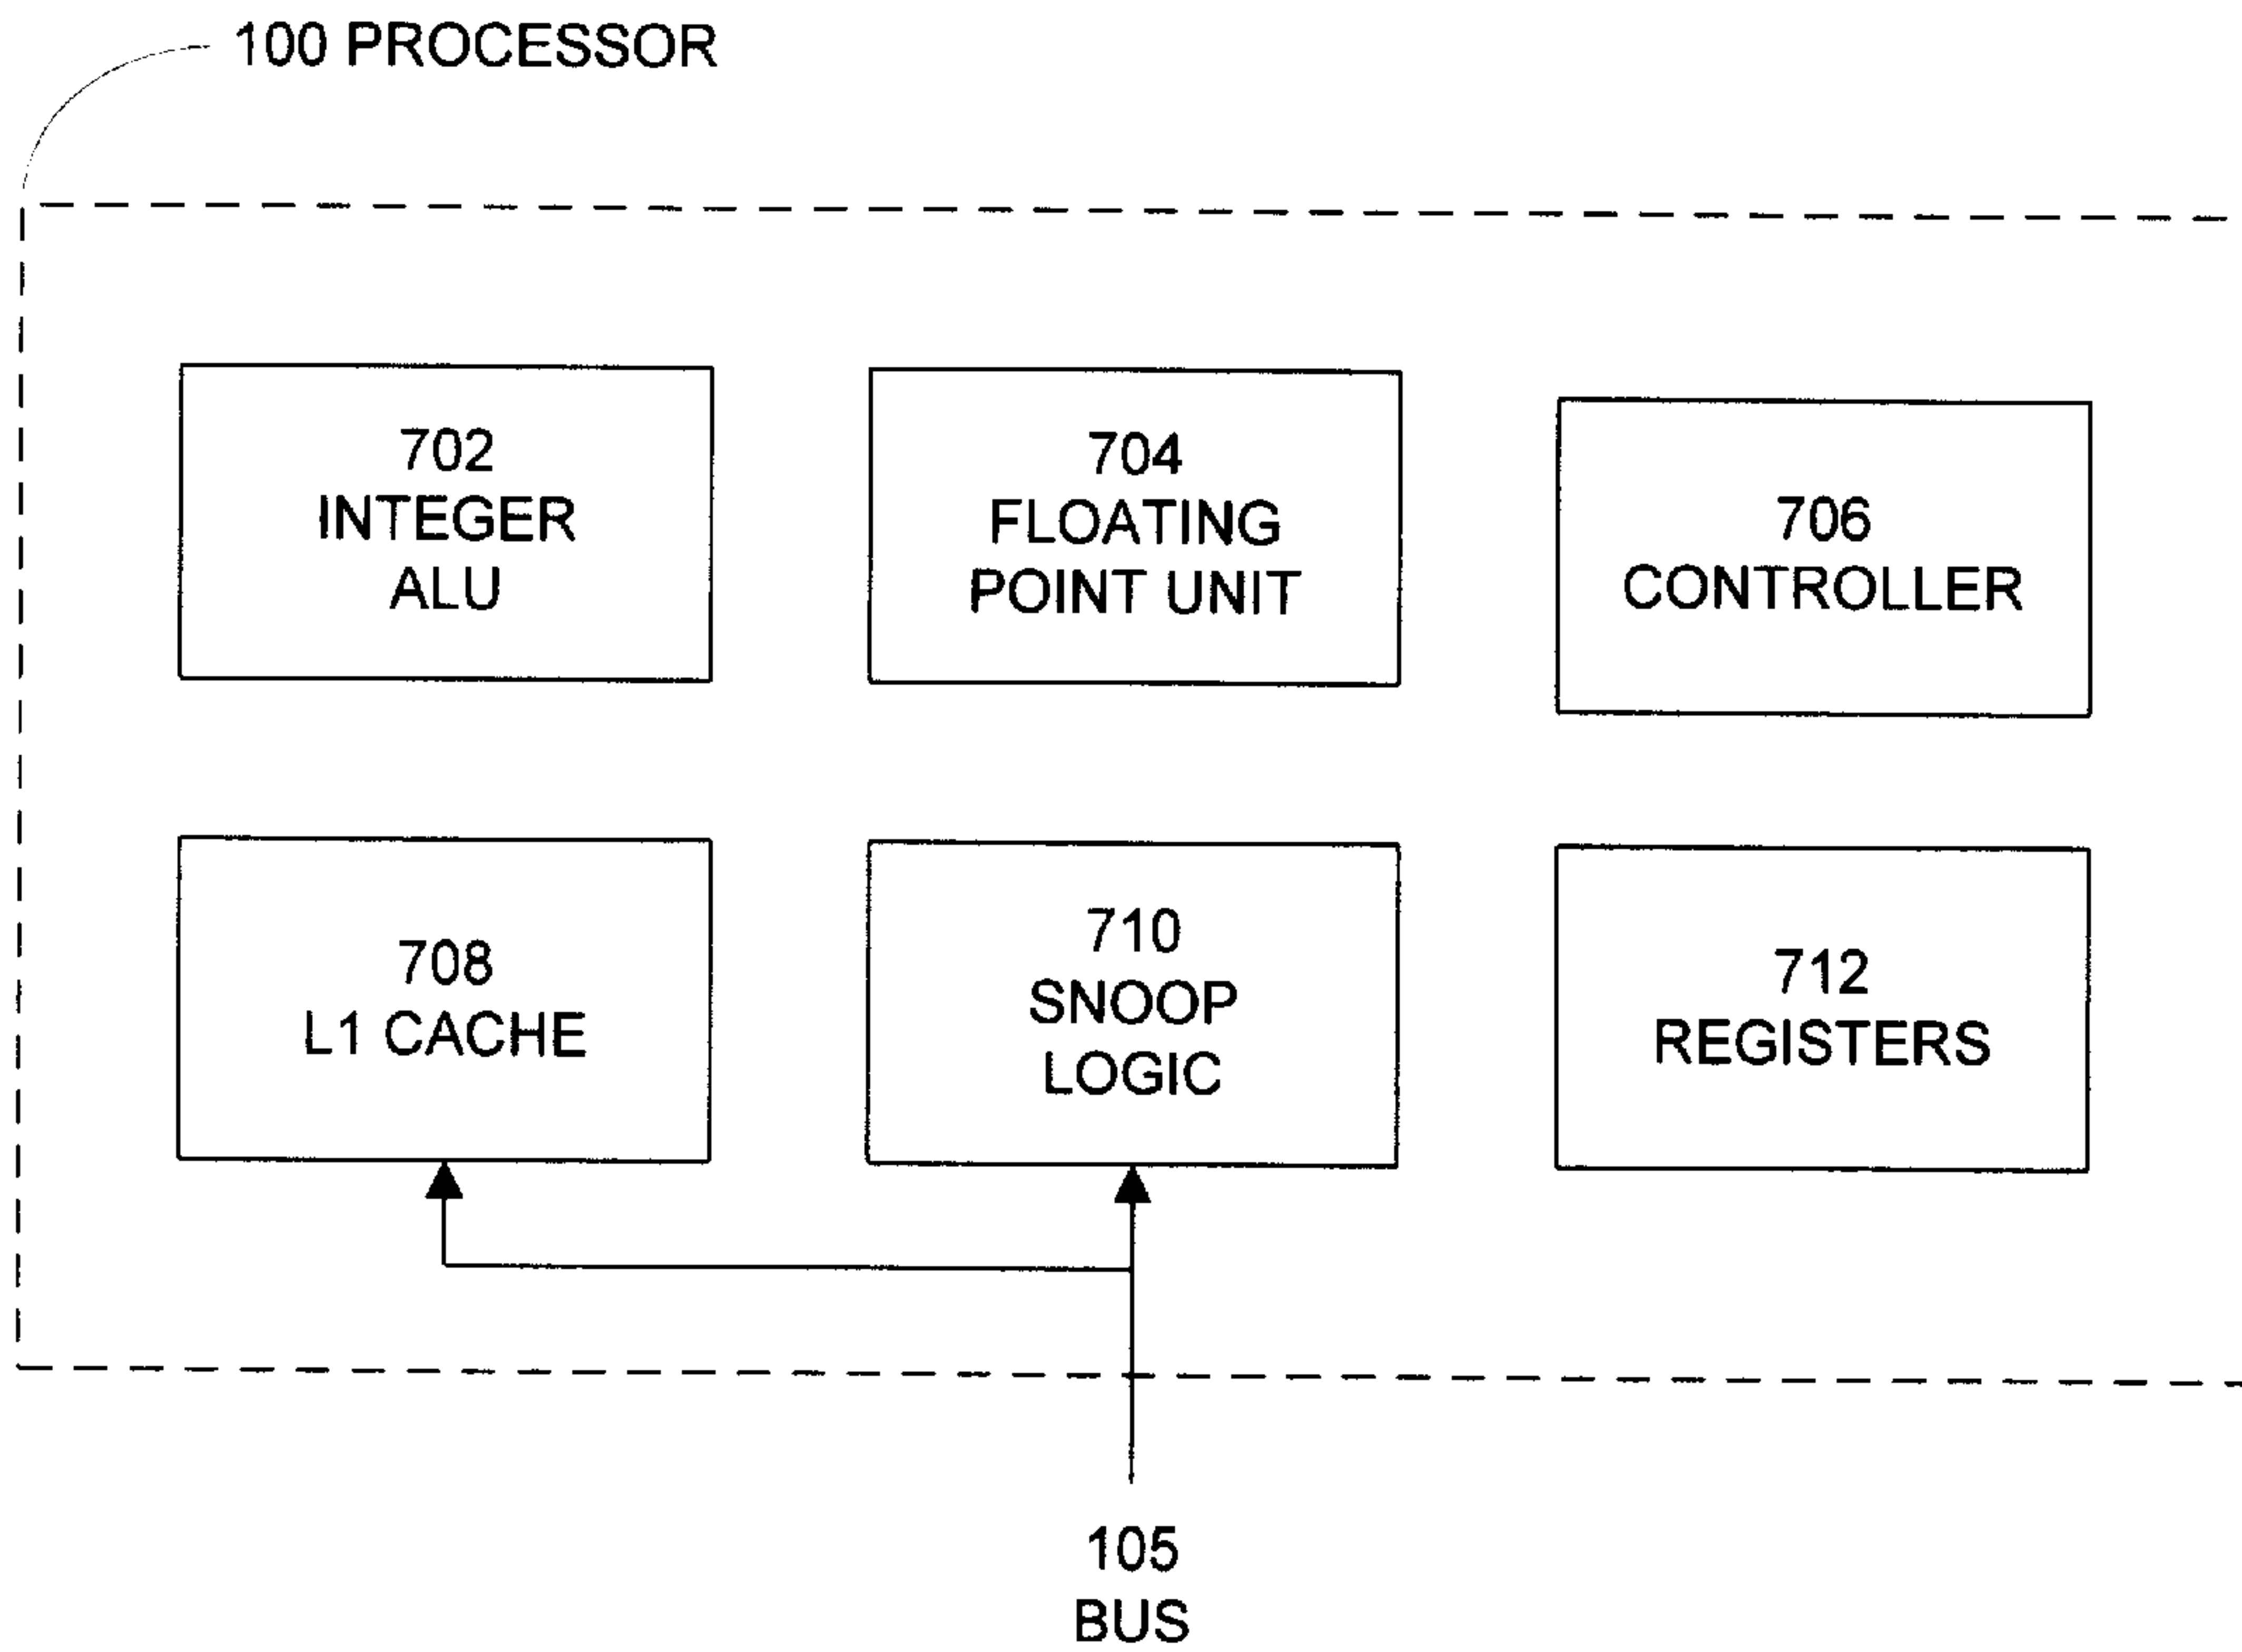 100 PROCESSOR
702
INTEGER
ALU
704
FLOATING
POINT UNIT
706
CONTROLLER
708
L1 CACHE
710
SNOOP
LOGIC
712
REGISTERS
105
BUS